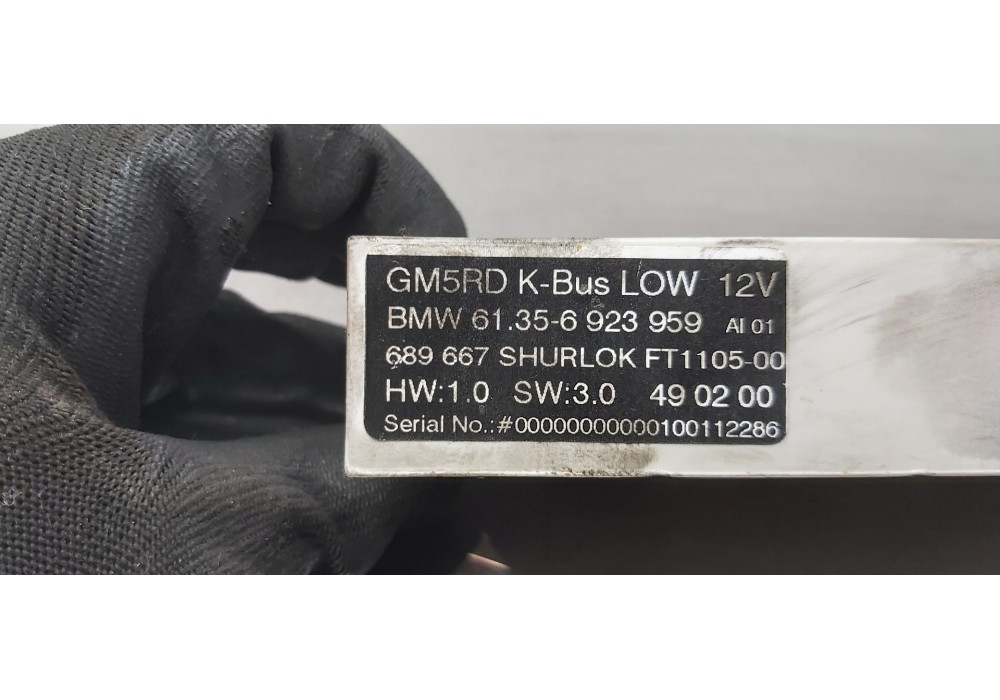 GM5RD K-Bus LOW 12V
BMW 61.35-6 923 959 AI 01
689 667 SHURLOK FT1105-00
HW:1.0 SW:3.0 49 02 00
Serial No.:#00000000000100112286